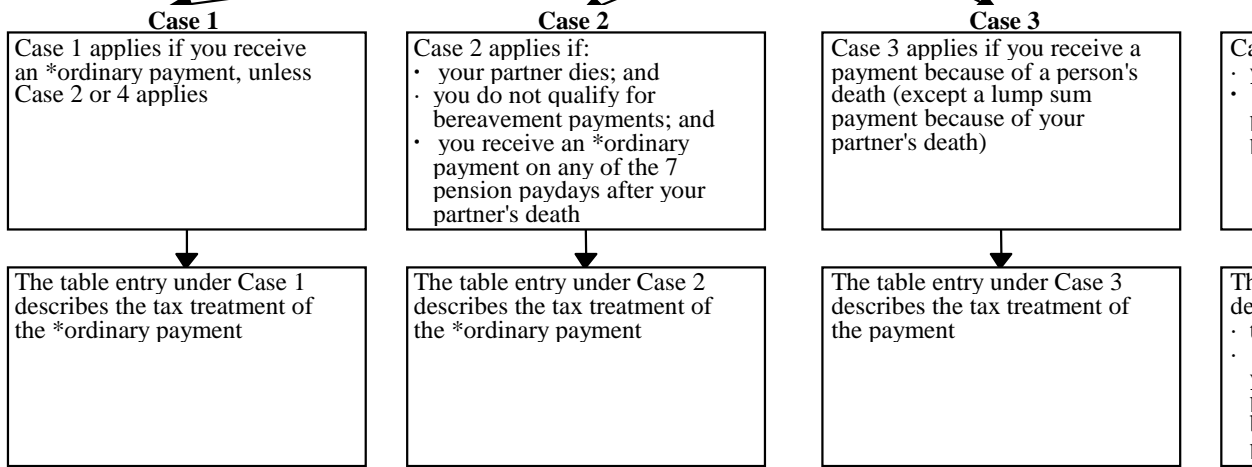 Case 1
Case 1 applies if you receive
an *ordinary payment, unless
Case 2 or 4 applies
Case 2
Case 2 applies if:
· your partner dies; and
· you do not qualify for
bereavement payments; and
· you receive an *ordinary
payment on any of the 7
pension paydays after your
partner's death
Case 3
Case 3 applies if you receive a
payment because of a person's
death (except a lump sum
payment because of your
partner's death)
The table entry under Case 1
describes the tax treatment of
the *ordinary payment
The table entry under Case 2
describes the tax treatment of
the *ordinary payment
The table entry under Case 3
describes the tax treatment of
the payment